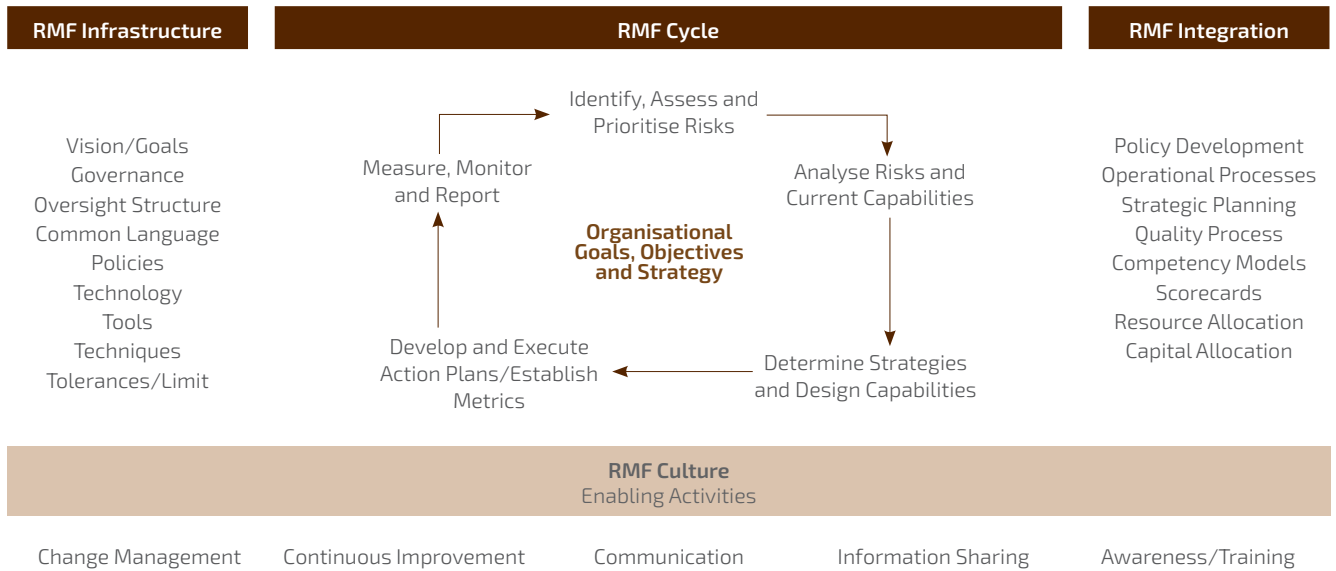 RMF Infrastructure
RMF Cycle
RMF Integration
Vision/Goals
Governance
Oversight Structure
Common Language
Policies
Technology
Tools
Techniques
Tolerances/Limit
Identify, Assess and
Prioritise Risks
Analyse Risks and
Current Capabilities
Determine Strategies
and Design Capabilities
Develop and Execute
Action Plans/Establish
Metrics
Measure, Monitor
and Report
Organisational
Goals, Objectives
and Strategy
Policy Development
Operational Processes
Strategic Planning
Quality Process
Competency Models
Scorecards
Resource Allocation
Capital Allocation
RMF Culture
Enabling Activities
Change Management
Continuous Improvement
Communication
Information Sharing
Awareness/Training